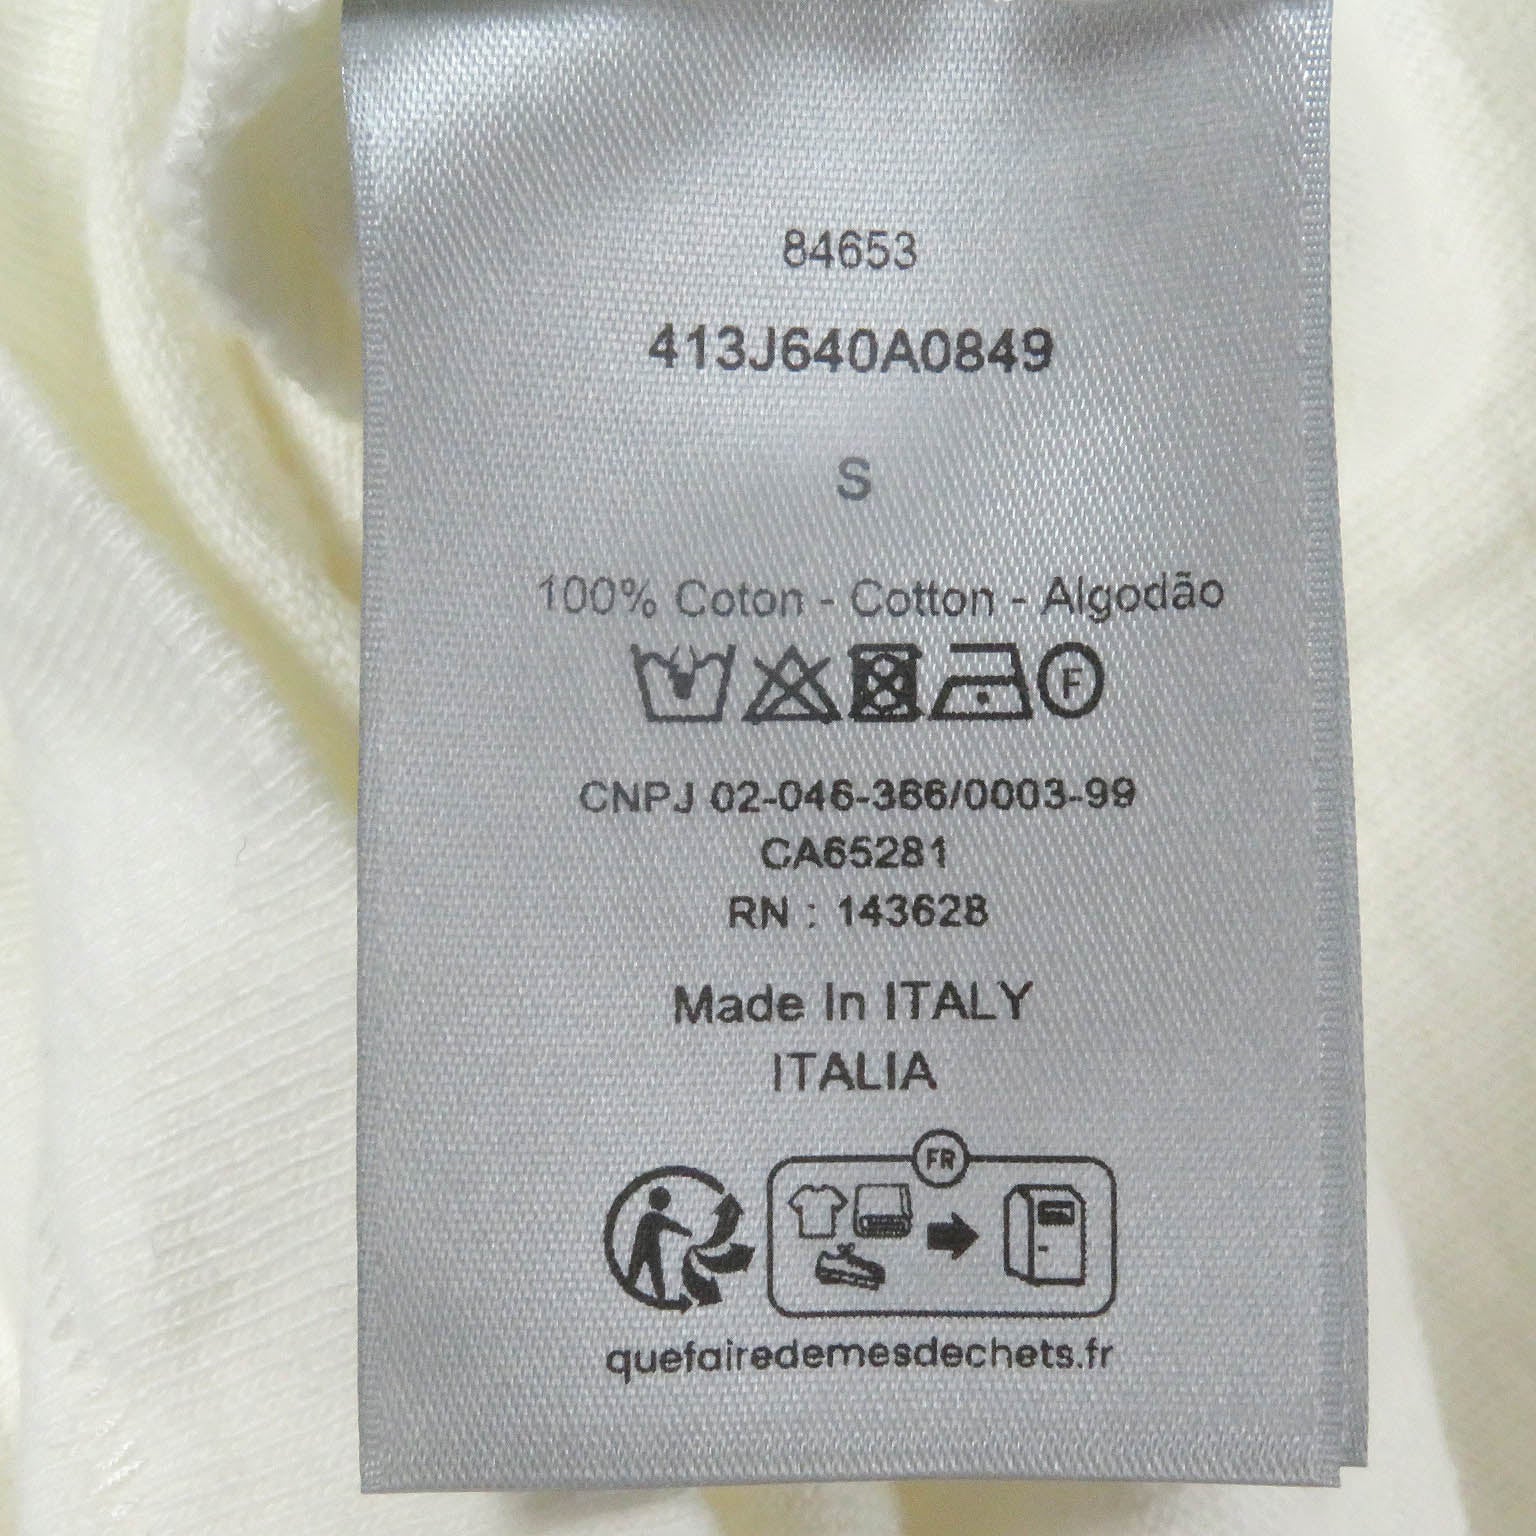 84653
413J640A0849
S
100% Coton - Cotton - Algodão
F
CNPJ 02-046-366/0003-99
CA65281
RN : 143628
Made In ITALY
ITALIA
FR
quefairedemesdechets.fr